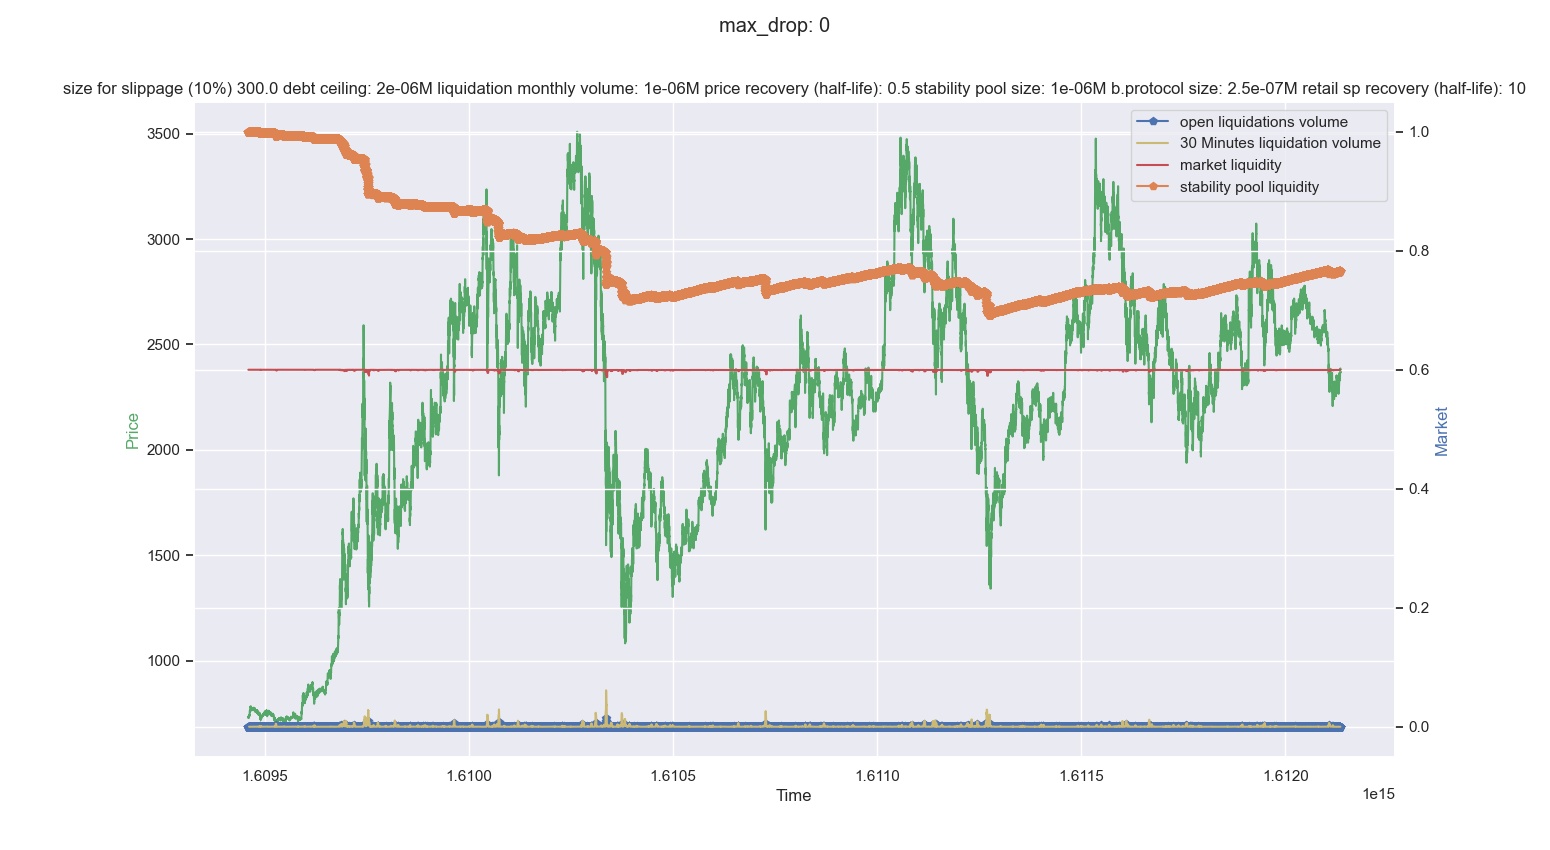 max_drop: 0
size for slippage (10%) 300.0 debt ceiling: 2e-06M liquidation monthly volume: 1e-06M price recovery (half-life): 0.5 stability pool size: 1e-06M b.protocol size: 2.5e-07M retail sp recovery (half-life): 10
open liquidations volume
30 Minutes liquidation volume
market liquidity
stability pool liquidity
3500
3000
2500
2000
1500
1000
Price
1.0
0.8
0.6
0.4
0.2
0.0
Market
1.6095 1.6100 1.6105 1.6110 1.6115 1.6120
Time
1e15